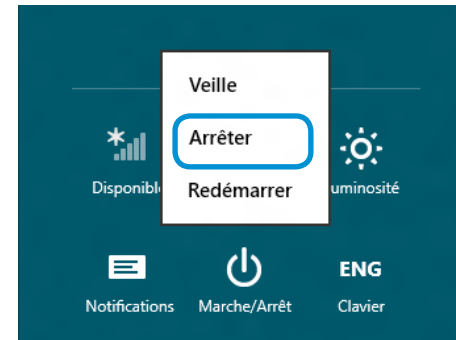 Veille
Arrêter
Redémarrer
Disponibl
uminosité
ENG
Notifications
Marche/Arrêt
Clavier